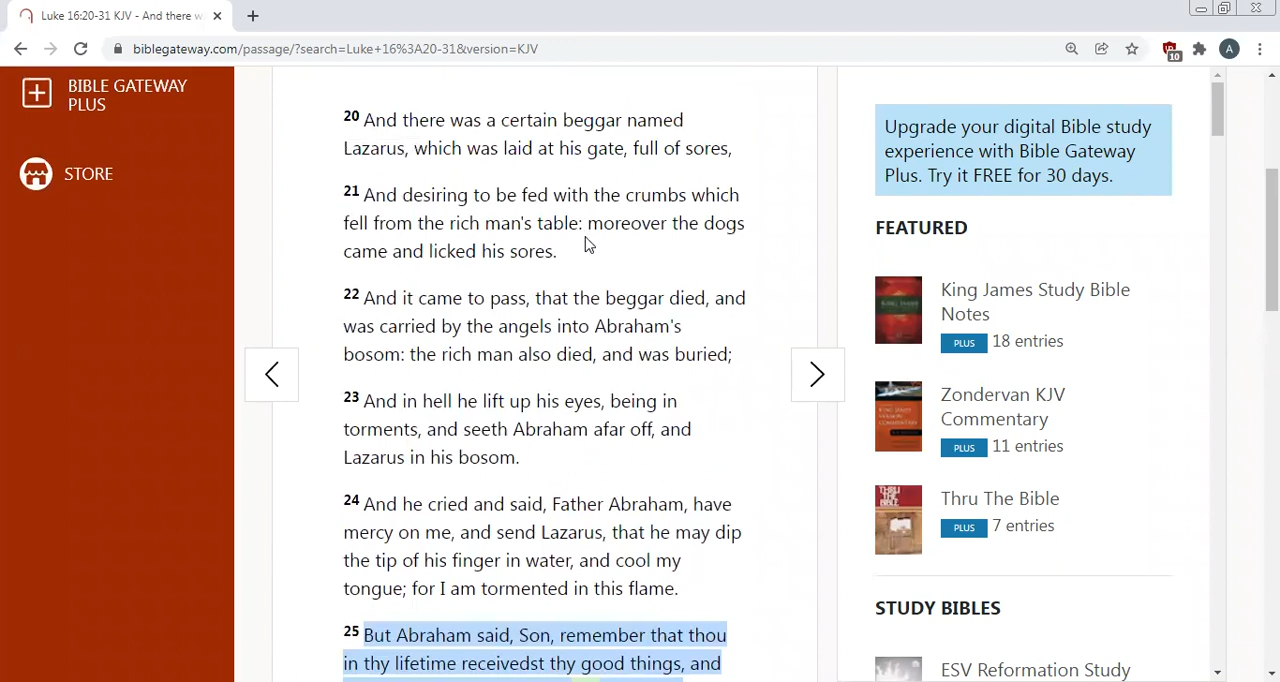 Luke 16:20-31 KJV - And there w
biblegateway.com/passage/?search=Luke+16%3A20-31&version=KJV
10
A
BIBLE GATEWAY
PLUS
STORE
20 And there was a certain beggar named
Lazarus, which was laid at his gate, full of sores,
21 And desiring to be fed with the crumbs which
fell from the rich man's table: moreover the dogs
came and licked his sores.
22 And it came to pass, that the beggar died, and
was carried by the angels into Abraham's
bosom: the rich man also died, and was buried;
23 And in hell he lift up his eyes, being in
torments, and seeth Abraham afar off, and
Lazarus in his bosom.
24 And he cried and said, Father Abraham, have
mercy on me, and send Lazarus, that he may dip
the tip of his finger in water, and cool my
tongue; for I am tormented in this flame.
25 But Abraham said, Son, remember that thou
in thy lifetime receivedst thy good things, and
Upgrade your digital Bible study
experience with Bible Gateway
Plus. Try it FREE for 30 days.
FEATURED
King James Study Bible
Notes
PLUS 18 entries
Zondervan KJV
Commentary
PLUS 11 entries
Thru The Bible
PLUS 7 entries
STUDY BIBLES
ESV Reformation Study